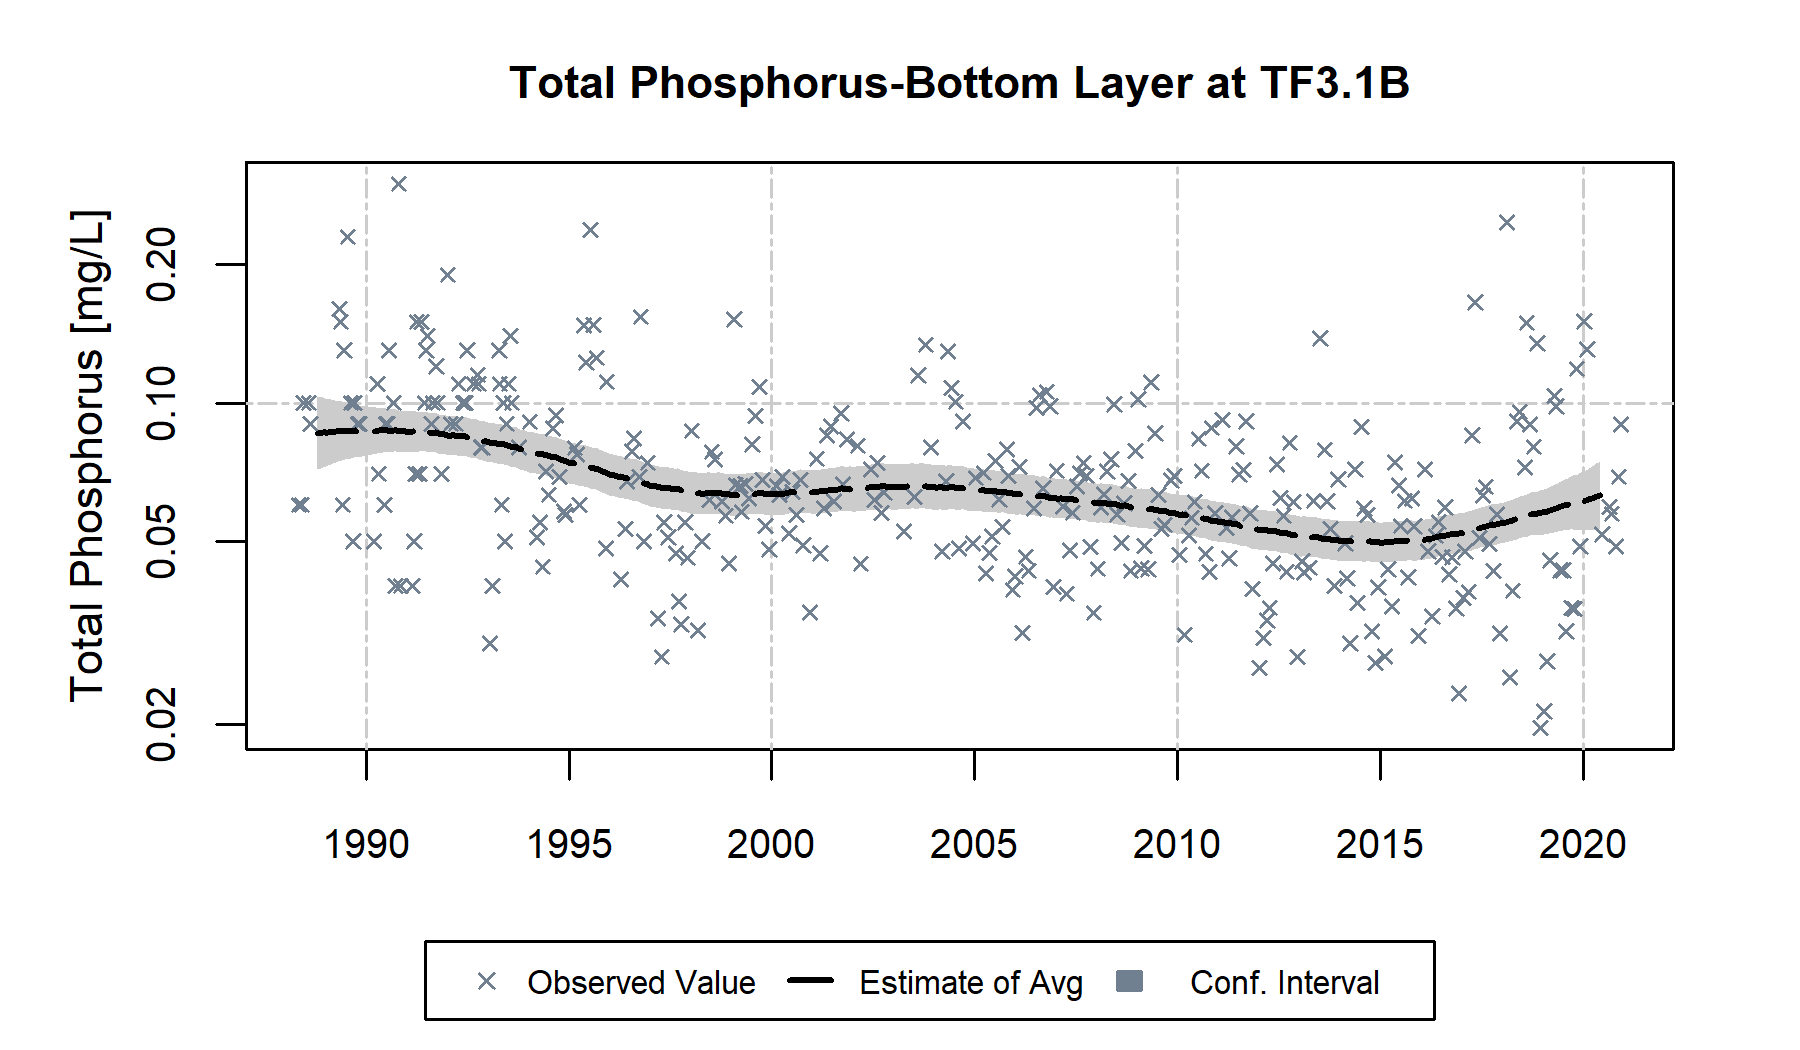 Total Phosphorus-Bottom Layer at TF3.1B
Total Phosphorus [mg/L]
0.20
0.10
0.05
0.02
1990 1995 2000 2005 2010 2015 2020
Observed Value Estimate of Avg Conf. Interval